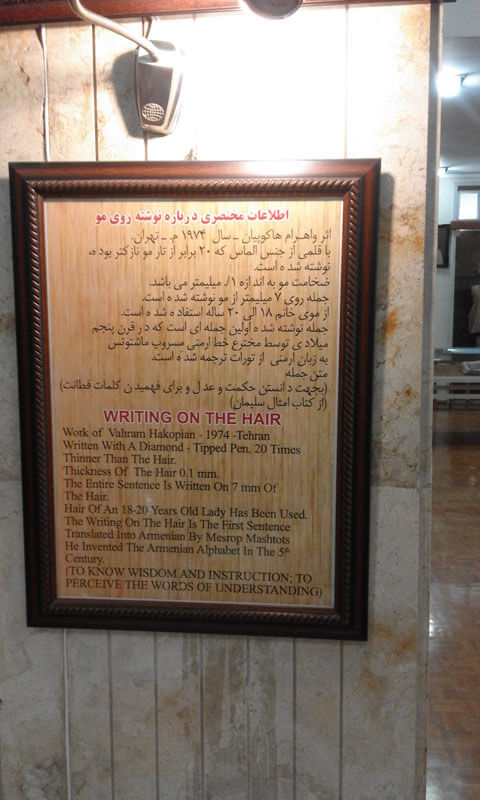 اطلاعات مختصری درباره نوشته روی مو
اثر واهرام هاکوپیان ـ سال ۱۹۷۴ م. ـ تهران.
با قلمی از جنس الماس که ۲۰ برابر از تار مو نازکتر بوده،
نوشته شده است.
ضخامت مو به اندازه ۱/. میلیمتر می باشد.
جمله روی ۷ میلیمتر از مو نوشته شده است.
از موی خانم ۱۸ الی ۲۰ ساله استفاده شده است.
جمله نوشته شده اولین جمله ای است که در قرن پنجم
میلادی توسط مخترع خط ارمنی مسروپ ماشتوتس
به زبان ارمنی از تورات ترجمه شده است.
متن جمله
(بجهت دانستن حکمت و عدل و برای فهمیدن کلمات فطانت)
(از کتاب امثال سلیمان)
WRITING ON THE HAIR
Work of Vahram Hakopian - 1974 -Tehran
Written With A Diamond - Tipped Pen, 20 Times
Thinner Than The Hair.
Thickness Of The Hair 0.1 mm.
The Entire Sentence Is Written On 7 mm Of
The Hair.
Hair Of An 18-20 Years Old Lady Has Been Used.
The Writing On The Hair Is The First Sentence
Translated Into Armenian By Mesrop Mashtots
He Invented The Armenian Alphabet In The 5th
Century.
(TO KNOW WISDOM AND INSTRUCTION; TO
PERCEIVE THE WORDS OF UNDERSTANDING)